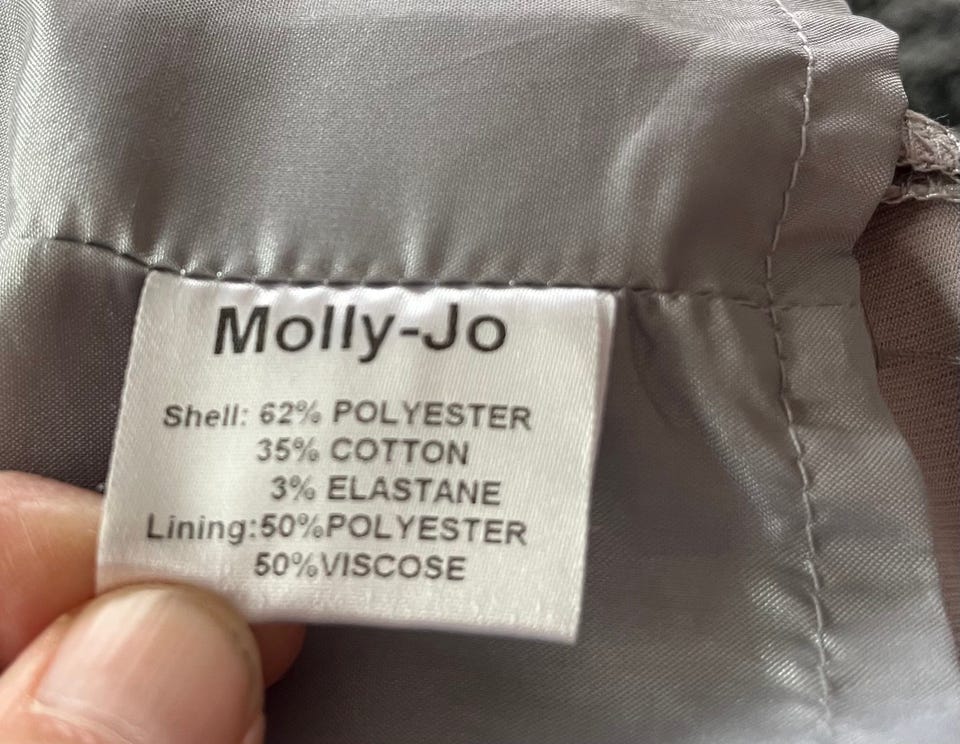 Molly-Jo
Shell: 62% POLYESTER
35% COTTON
3% ELASTANE
Lining:50%POLYESTER
50%VISCOSE